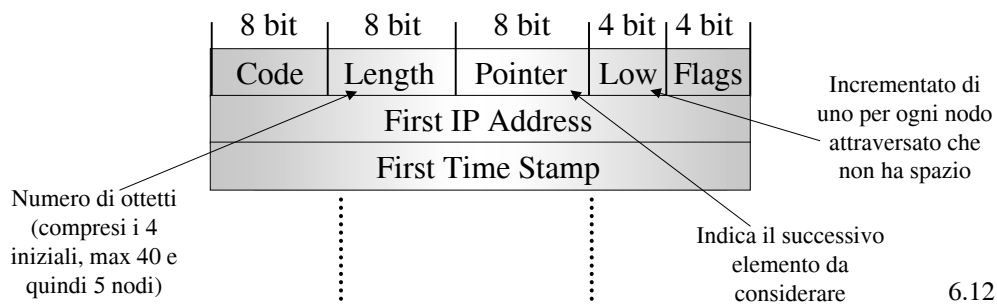 8 bit 8 bit 8 bit 4 bit 4 bit
Code Length Pointer Low Flags
First IP Address
First Time Stamp
Incrementato di
uno per ogni nodo
attraversato che
non ha spazio
Numero di ottetti
(compresi i 4
iniziali, max 40 e
quindi 5 nodi)
Indica il successivo
elemento da
considerare
6.12